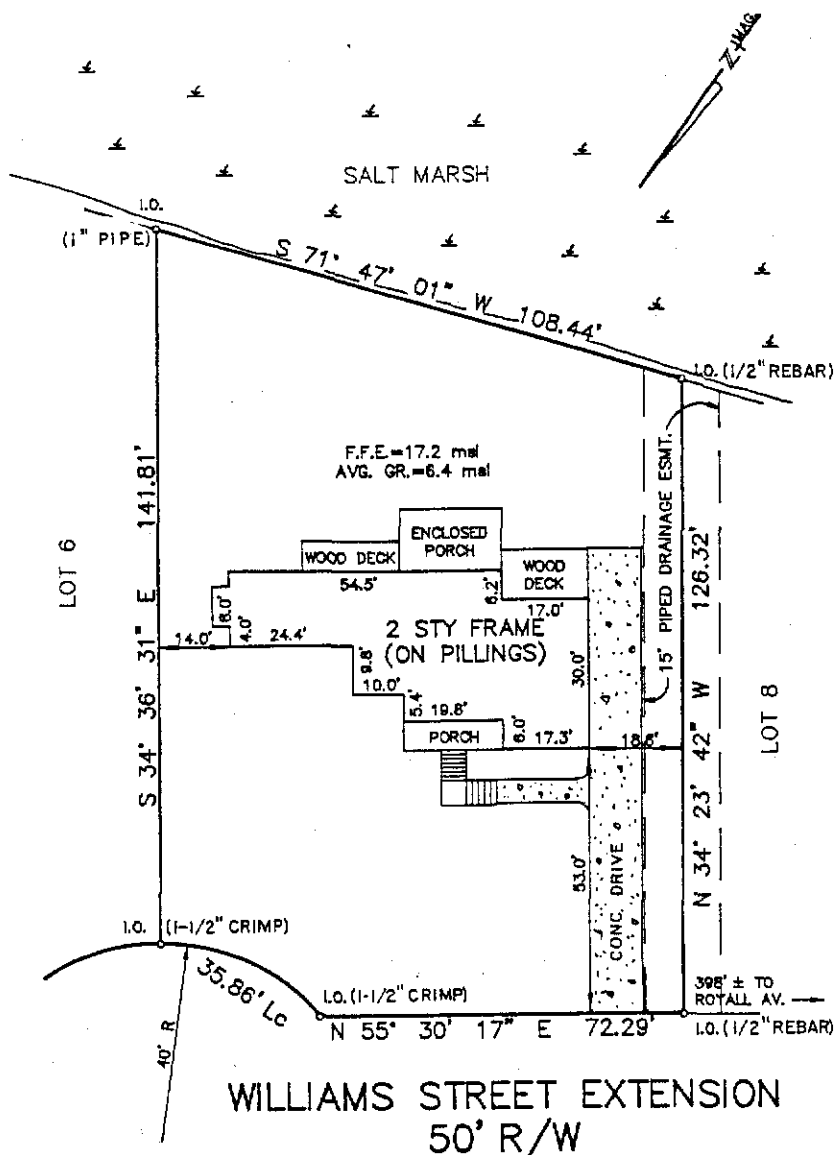 Z MAG.
SALT MARSH
I.O.
(1" PIPE)
S 71° 47' 01" W 108.44'
I.O. (1/2" REBAR)
F.F.E.=17.2 msl
AVG. GR.=6.4 msl
S 34° 36' 31" E 141.81'
LOT 6
ENCLOSED
PORCH
WOOD DECK
WOOD
DECK
54.5'
6.2'
17.0'
6.0'
4.0'
14.0'
24.4'
2 STY FRAME
(ON PILLINGS)
9.8'
10.0'
5.4'
19.8'
6.0'
PORCH
17.3'
18.6'
30.0'
53.0'
CONC. DRIVE
15' PIPED DRAINAGE ESMT.
N 34° 23' 42" W 126.32'
LOT 8
I.O. (1-1/2" CRIMP)
35.86' Lc
I.O. (1-1/2" CRIMP)
40' R
398' ± TO
ROYALL AV.
N 55° 30' 17" E 72.29'
I.O. (1/2" REBAR)
WILLIAMS STREET EXTENSION
50' R/W